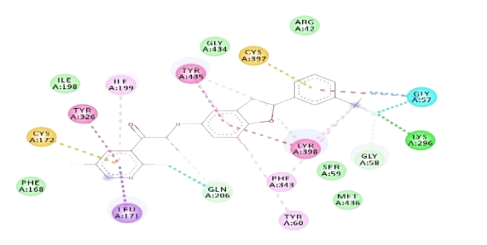 ARG
A:42
GLY
A:434
CYS
A:397
TYR
A:435
ILE
A:198
ILE
A:199
GLY
A:57
TYR
A:326
CYS
A:172
LYS
A:296
TYR
A:398
GLY
A:58
SER
A:59
PHE
A:343
PHE
A:168
GLN
A:206
MET
A:436
LEU
A:171
TYR
A:60